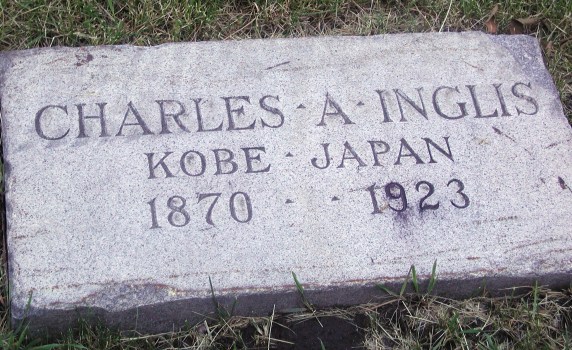 CHARLES · A · INGLIS
KOBE · JAPAN
1870 · · 1923